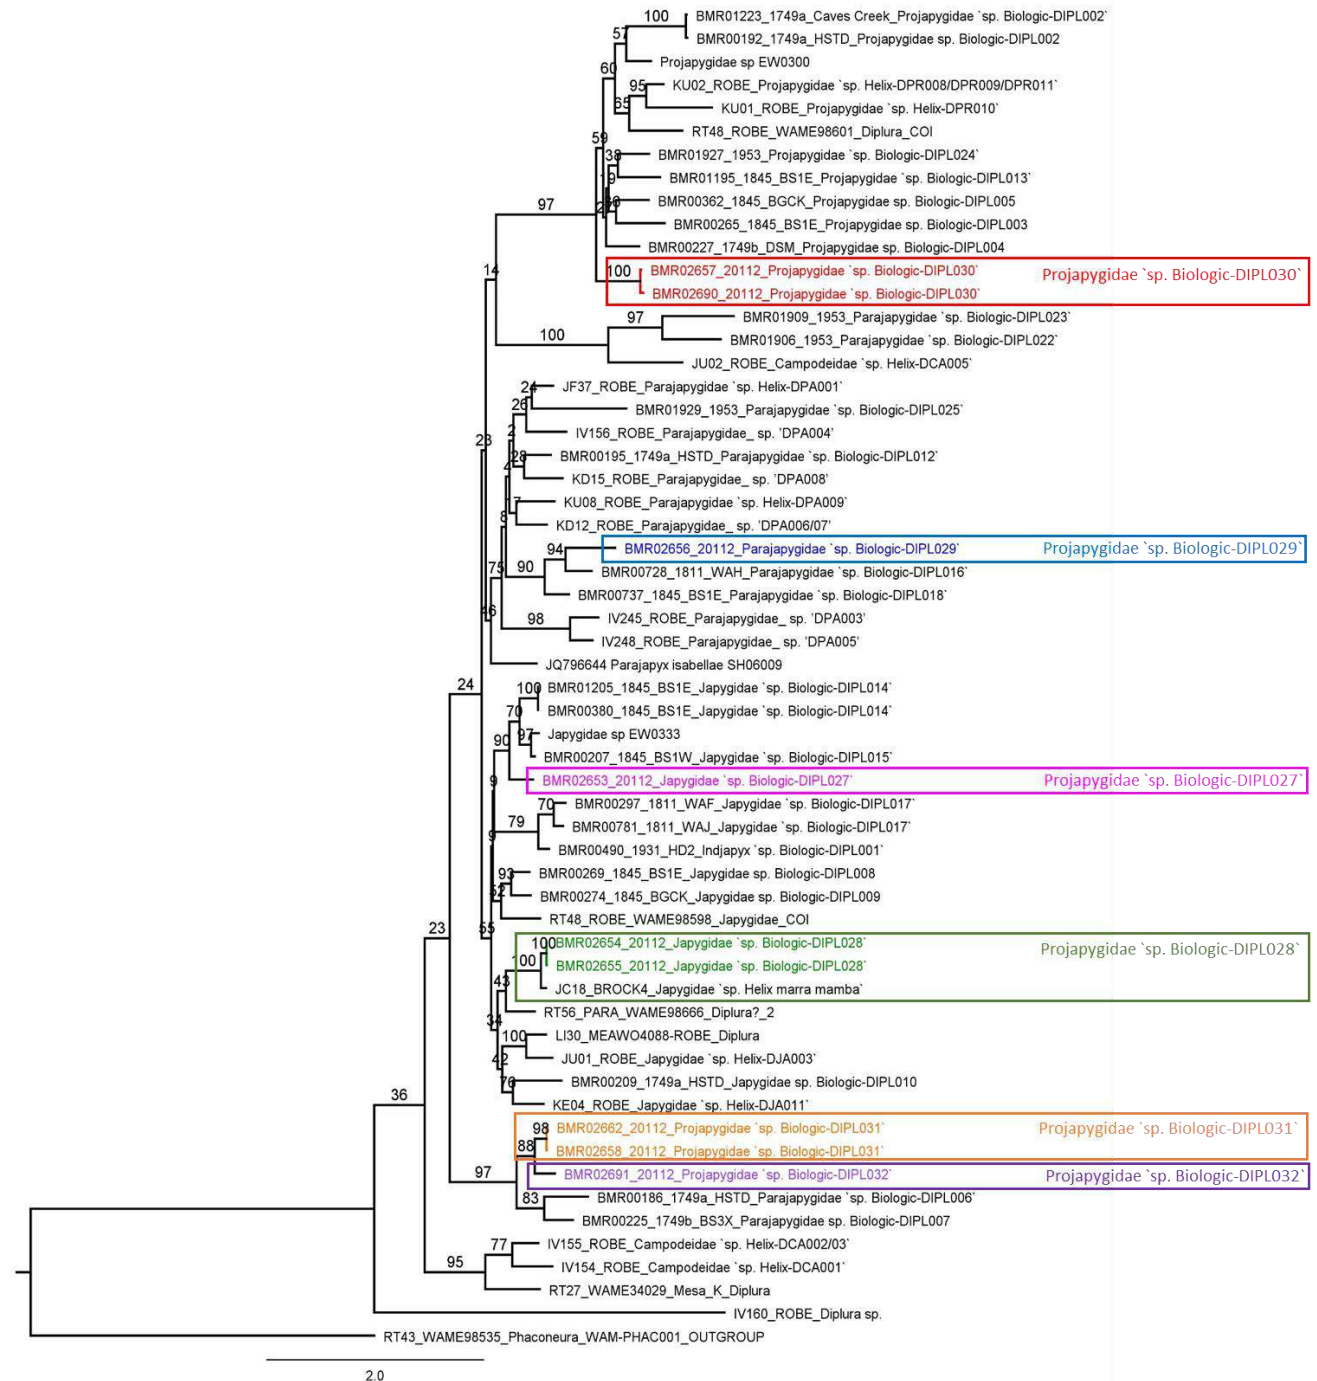 100
BMR01223_1749a_Caves Creek_Projapygidae `sp. Biologic-DIPL002`
57
BMR00192_1749a_HSTD_Projapygidae sp. Biologic-DIPL002
Projapygidae sp EW0300
60
KU02_ROBE_Projapygidae `sp. Helix-DPR008/DPR009/DPR011`
95
65
KU01_ROBE_Projapygidae `sp. Helix-DPR010`
RT48_ROBE_WAME98601_Diplura_COI
59
BMR01927_1953_Projapygidae `sp. Biologic-DIPL024`
38
BMR01195_1845_BS1E_Projapygidae `sp. Biologic-DIPL013`
19
BMR00362_1845_BGCK_Projapygidae sp. Biologic-DIPL005
97
BMR00265_1845_BS1E_Projapygidae sp. Biologic-DIPL003
BMR00227_1749b_DSM_Projapygidae sp. Biologic-DIPL004
14
100
BMR02657_20112_Projapygidae `sp. Biologic-DIPL030`
Projapygidae `sp. Biologic-DIPL030`
BMR02690_20112_Projapygidae `sp. Biologic-DIPL030`
97
BMR01909_1953_Parajapygidae `sp. Biologic-DIPL023`
100
BMR01906_1953_Parajapygidae `sp. Biologic-DIPL022`
JU02_ROBE_Campodeidae `sp. Helix-DCA005`
24
JF37_ROBE_Parajapygidae `sp. Helix-DPA001`
26
BMR01929_1953_Parajapygidae `sp. Biologic-DIPL025`
2
IV156_ROBE_Parajapygidae_ sp. 'DPA004'
23
28
BMR00195_1749a_HSTD_Parajapygidae `sp. Biologic-DIPL012`
4
KD15_ROBE_Parajapygidae_ sp. 'DPA008'
7
KU08_ROBE_Parajapygidae `sp. Helix-DPA009`
8
KD12_ROBE_Parajapygidae_ sp. 'DPA006/07'
94
BMR02656_20112_Parajapygidae `sp. Biologic-DIPL029`
Projapygidae `sp. Biologic-DIPL029`
75
90
BMR00728_1811_WAH_Parajapygidae `sp. Biologic-DIPL016`
BMR00737_1845_BS1E_Parajapygidae `sp. Biologic-DIPL018`
46
98
IV245_ROBE_Parajapygidae_ sp. 'DPA003'
IV248_ROBE_Parajapygidae_ sp. 'DPA005'
JQ796644 Parajapyx isabellae SH06009
24
100
BMR01205_1845_BS1E_Japygidae `sp. Biologic-DIPL014`
70
BMR00380_1845_BS1E_Japygidae `sp. Biologic-DIPL014`
97
Japygidae sp EW0333
90
BMR00207_1845_BS1W_Japygidae `sp. Biologic-DIPL015`
9
BMR02653_20112_Japygidae `sp. Biologic-DIPL027`
Projapygidae `sp. Biologic-DIPL027`
70
BMR00297_1811_WAF_Japygidae `sp. Biologic-DIPL017`
79
BMR00781_1811_WAJ_Japygidae `sp. Biologic-DIPL017`
9
BMR00490_1931_HD2_Indjapyx `sp. Biologic-DIPL001`
93
BMR00269_1845_BS1E_Japygidae sp. Biologic-DIPL008
52
BMR00274_1845_BGCK_Japygidae sp. Biologic-DIPL009
RT48_ROBE_WAME98598_Japygidae_COI
23
55
100
BMR02654_20112_Japygidae `sp. Biologic-DIPL028`
Projapygidae `sp. Biologic-DIPL028`
100
BMR02655_20112_Japygidae `sp. Biologic-DIPL028`
43
JC18_BROCK4_Japygidae `sp. Helix marra mamba`
RT56_PARA_WAME98666_Diplura?_2
34
100
LI30_MEAWO4088-ROBE_Diplura
42
JU01_ROBE_Japygidae `sp. Helix-DJA003`
76
BMR00209_1749a_HSTD_Japygidae sp. Biologic-DIPL010
36
KE04_ROBE_Japygidae `sp. Helix-DJA011`
98
BMR02662_20112_Projapygidae `sp. Biologic-DIPL031`
Projapygidae `sp. Biologic-DIPL031`
88
BMR02658_20112_Projapygidae `sp. Biologic-DIPL031`
97
BMR02691_20112_Projapygidae `sp. Biologic-DIPL032`
Projapygidae `sp. Biologic-DIPL032`
83
BMR00186_1749a_HSTD_Parajapygidae `sp. Biologic-DIPL006`
BMR00225_1749b_BS3X_Parajapygidae sp. Biologic-DIPL007
77
IV155_ROBE_Campodeidae `sp. Helix-DCA002/03`
95
IV154_ROBE_Campodeidae `sp. Helix-DCA001`
RT27_WAME34029_Mesa_K_Diplura
IV160_ROBE_Diplura sp.
RT43_WAME98535_Phaconeura_WAM-PHAC001_OUTGROUP
2.0